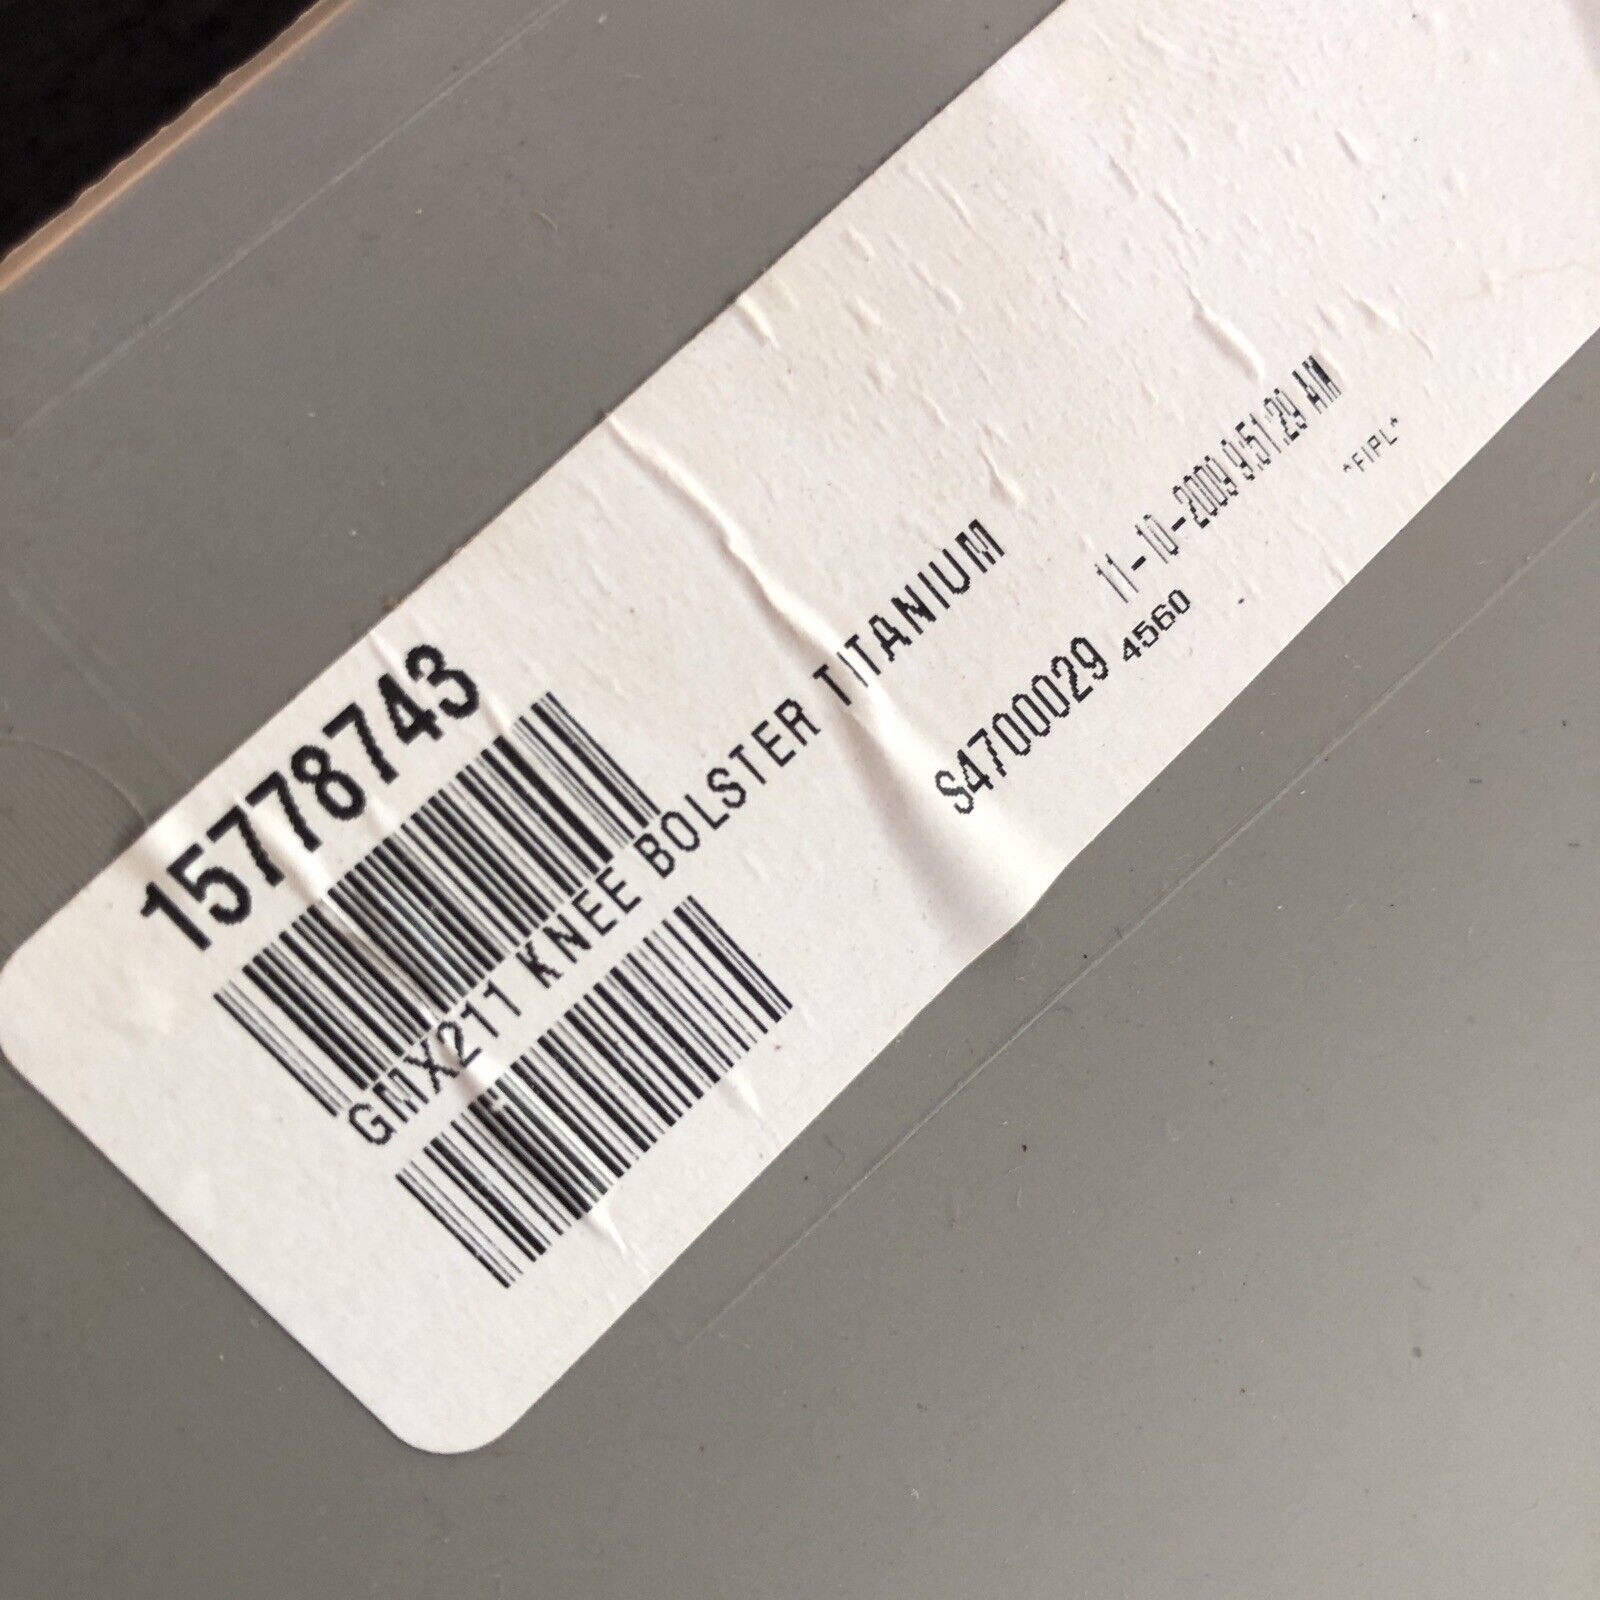 15778743
GMX211 KNEE BOLSTER TITANIUM
S4700029 4560
11-10-2009 9:51:29 AM
*FIPL*